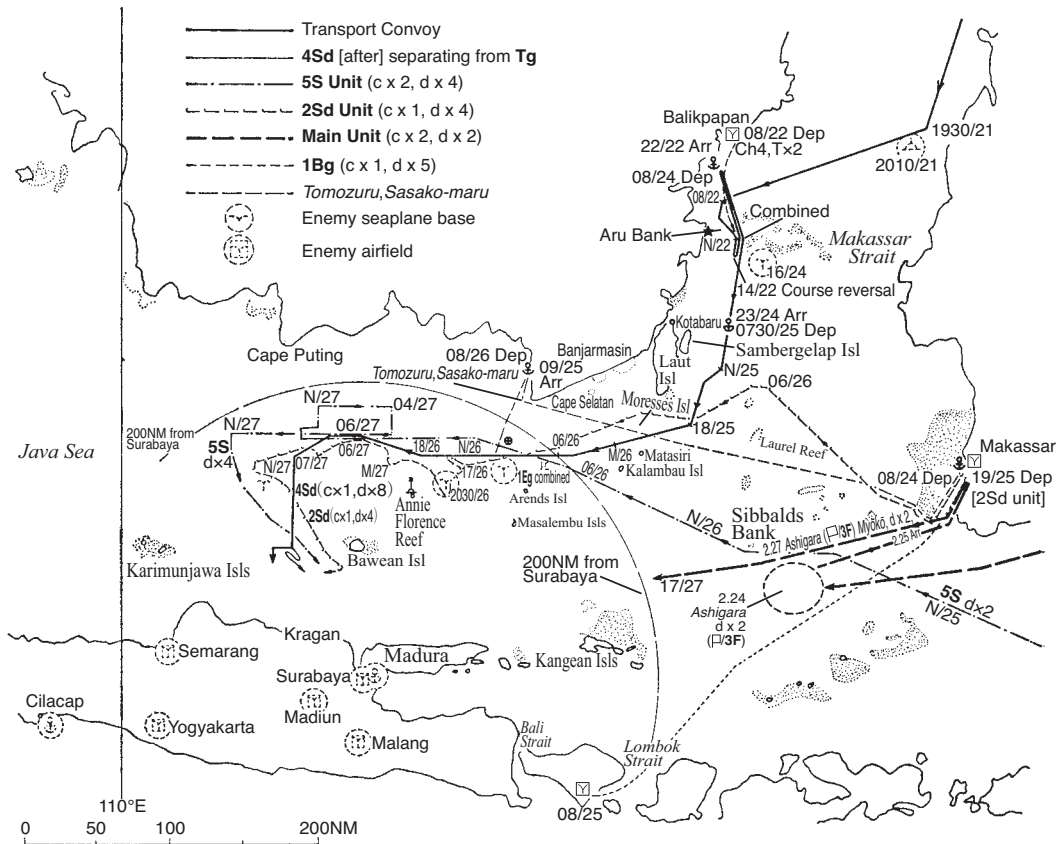 Transport Convoy
4Sd [after] separating from Tg
5S Unit (c x 2, d x 4)
2Sd Unit (c x 1, d x 4)
Main Unit (c x 2, d x 2)
1Bg (c x 1, d x 5)
Tomozuru, Sasako-maru
Enemy seaplane base
Enemy airfield
Balikpapan
08/22 Dep
Ch4,T×2
22/22 Arr
08/24 Dep
1930/21
2010/21
08/22
Combined
Aru Bank
N/22
Makassar
Strait
16/24
14/22 Course reversal
23/24 Arr
0730/25 Dep
Kotabaru
Sambergelap Isl
Laut
Isl
N/25
Cape Puting
08/26 Dep
09/25
Arr
Banjarmasin
Tomozuru,Sasako-maru
Cape Selatan
Moresses Isl
06/26
18/25
N/27
04/27
N/27
06/27
200NM from
Surabaya
Java Sea
5S
d×4
18/26
N/26
06/26
M/26
Matasiri
Kalambau Isl
Laurel Reef
Makassar
08/24 Dep
19/25 Dep
[2Sd unit]
N/27
07/27
06/27
M/27
17/26
2030/26
1Eg combined
06/26
Arends Isl
4Sd(c×1,d×8)
2Sd(c×1,d×4)
Annie
Florence
Reef
Masalembu Isls
N/26
Sibbalds
Bank
2.27 Ashigara (/3F) Myōkō, d × 2
2.25 Arr
Karimunjawa Isls
Bawean Isl
200NM from
Surabaya
17/27
2.24
Ashigara
d x 2
(/3F)
5S d×2
N/25
Kragan
Semarang
Madura
Surabaya
Kangean Isls
Cilacap
Yogyakarta
Madiun
Malang
Bali
Strait
Lombok
Strait
08/25
110°E
0 50 100 200NM